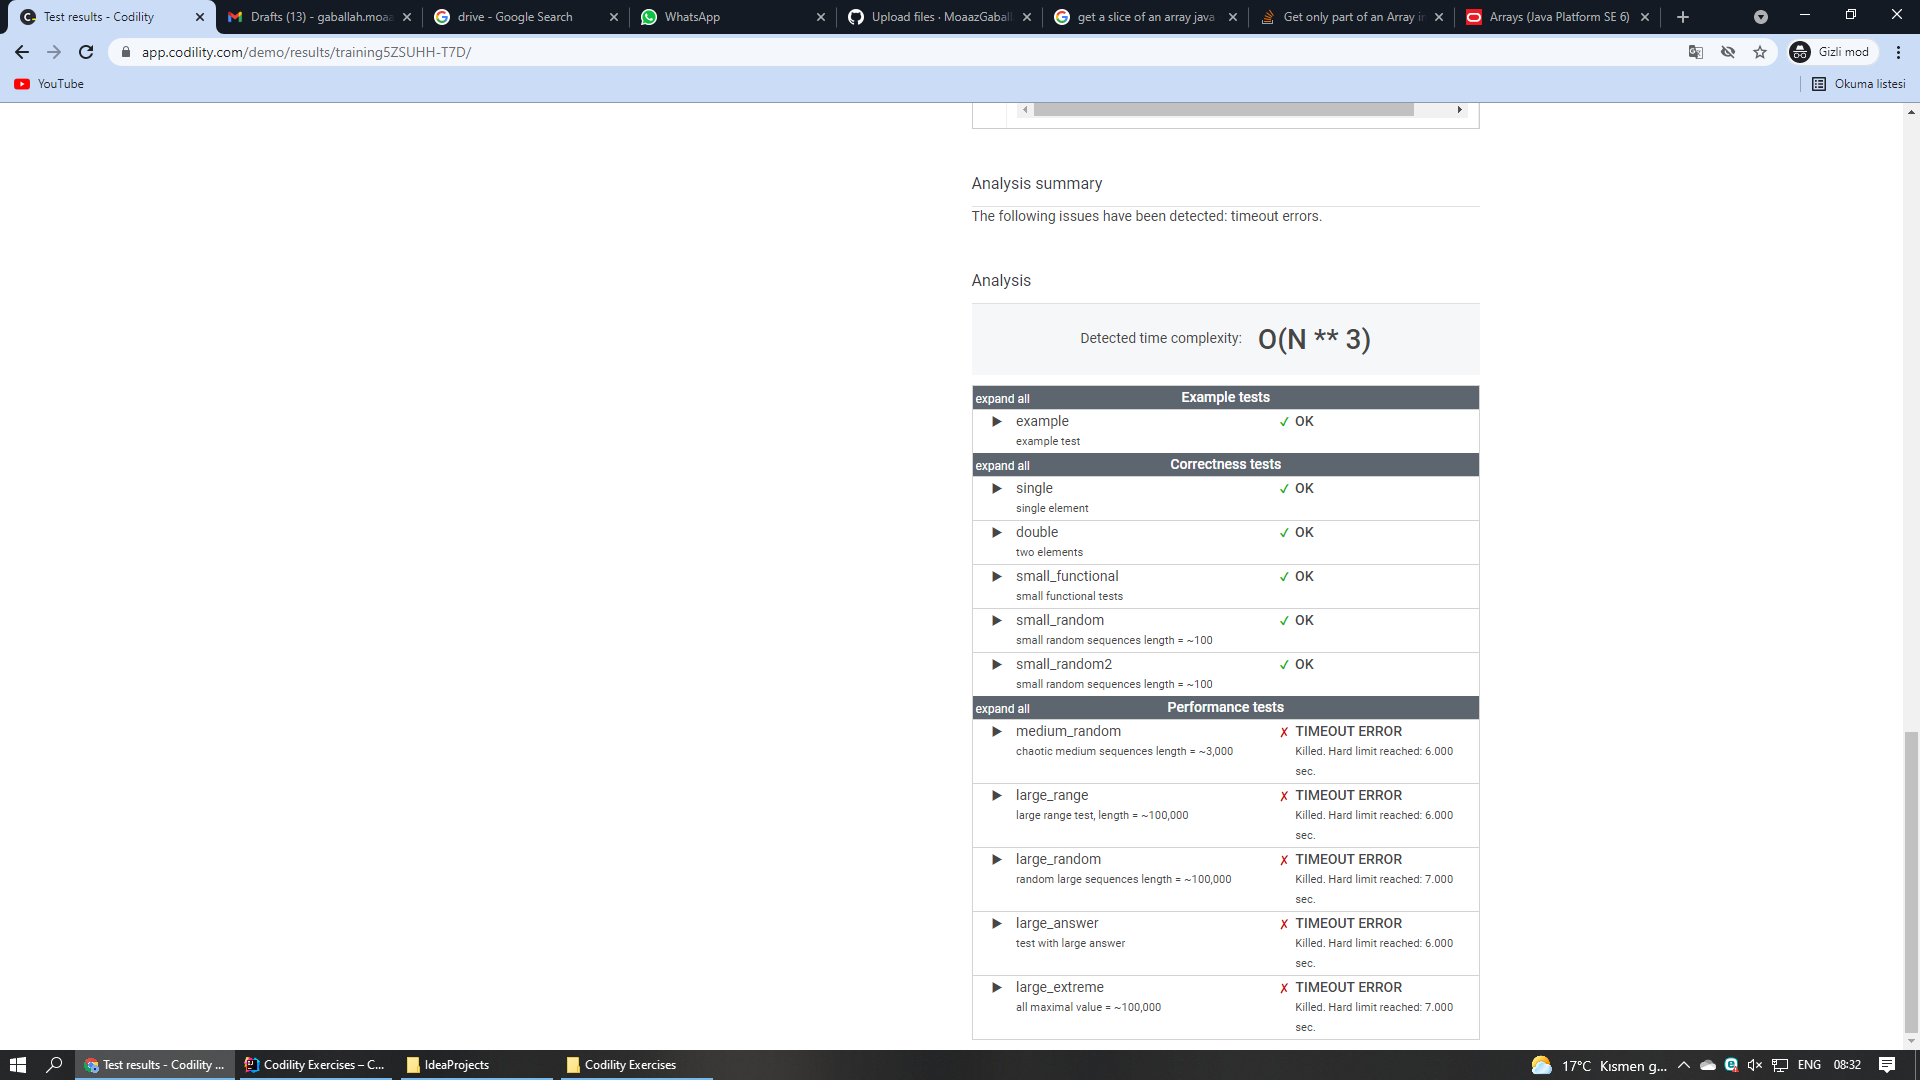 Test results - Codility
Drafts (13) - gaballah.moaa
drive - Google Search
WhatsApp
Upload files · MoaazGaball
get a slice of an array java
Get only part of an Array in
Arrays (Java Platform SE 6)
app.codility.com/demo/results/training5ZSUHH-T7D/
Gizli mod
YouTube
Okuma listesi
Analysis summary
The following issues have been detected: timeout errors.
Analysis
Detected time complexity: O(N ** 3)
expand all Example tests
example ✓ OK
example test
expand all Correctness tests
single ✓ OK
single element
double ✓ OK
two elements
small_functional ✓ OK
small functional tests
small_random ✓ OK
small random sequences length = ~100
small_random2 ✓ OK
small random sequences length = ~100
expand all Performance tests
medium_random ✗ TIMEOUT ERROR
chaotic medium sequences length = ~3,000 Killed. Hard limit reached: 6.000
sec.
large_range ✗ TIMEOUT ERROR
large range test, length = ~100,000 Killed. Hard limit reached: 6.000
sec.
large_random ✗ TIMEOUT ERROR
random large sequences length = ~100,000 Killed. Hard limit reached: 7.000
sec.
large_answer ✗ TIMEOUT ERROR
test with large answer Killed. Hard limit reached: 6.000
sec.
large_extreme ✗ TIMEOUT ERROR
all maximal value = ~100,000 Killed. Hard limit reached: 7.000
sec.
Test results - Codility ...
Codility Exercises – C...
IdeaProjects
Codility Exercises
17°C Kısmen g...
ENG
08:32